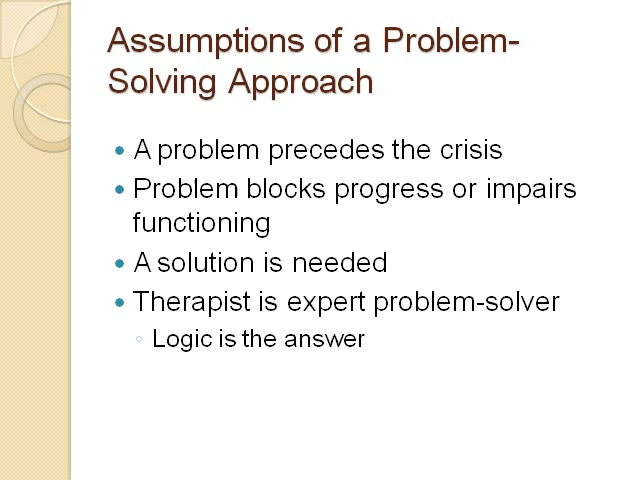 Assumptions of a Problem-
Solving Approach
• A problem precedes the crisis
• Problem blocks progress or impairs
functioning
• A solution is needed
• Therapist is expert problem-solver
◦ Logic is the answer